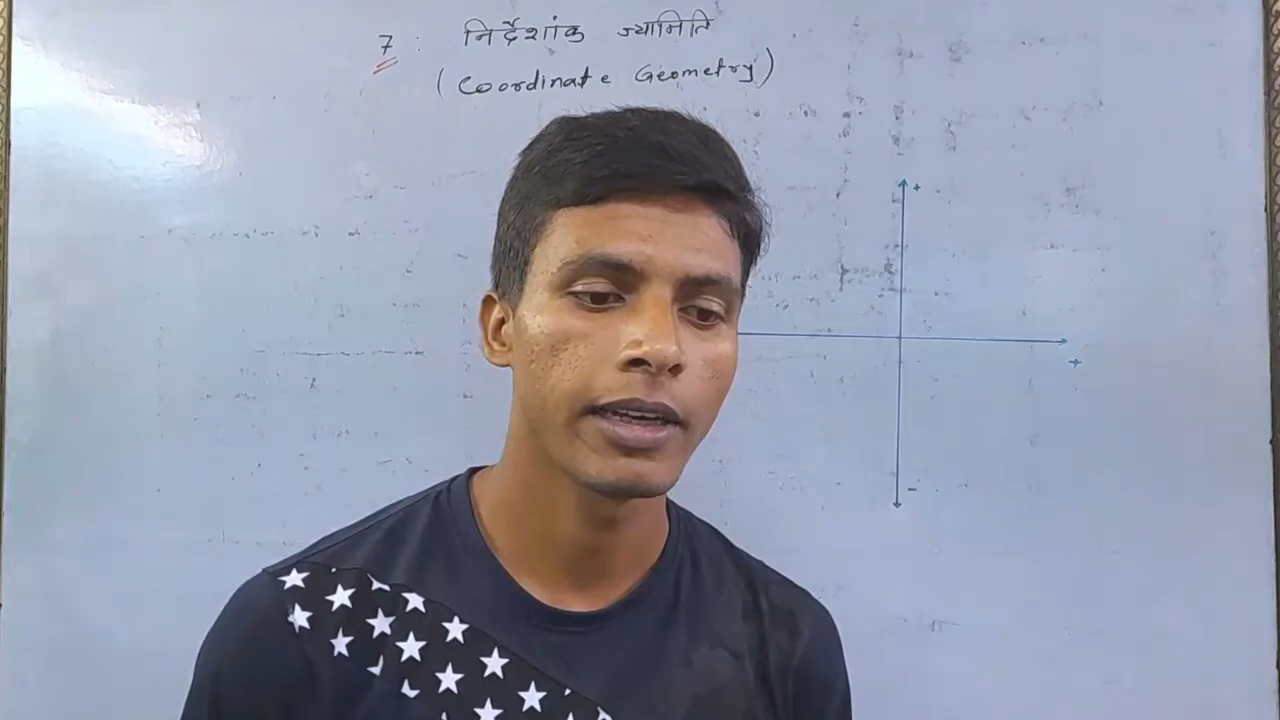 7 : निर्देशांक ज्यामिति
(Coordinate Geometry)
+
+
-